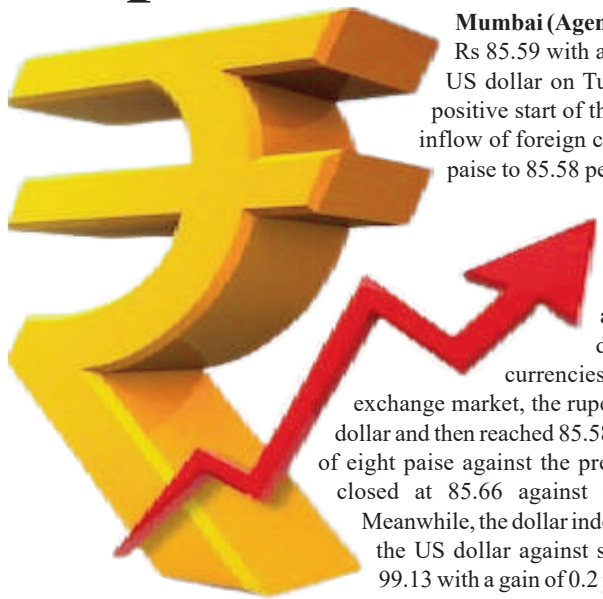 Mumbai (Agen
Rs 85.59 with a
US dollar on Tu
positive start of th
inflow of foreign c
paise to 85.58 pe
a
d
currencies
exchange market, the rupe
dollar and then reached 85.58
of eight paise against the pre
closed at 85.66 against
Meanwhile, the dollar inde
the US dollar against s
99.13 with a gain of 0.2